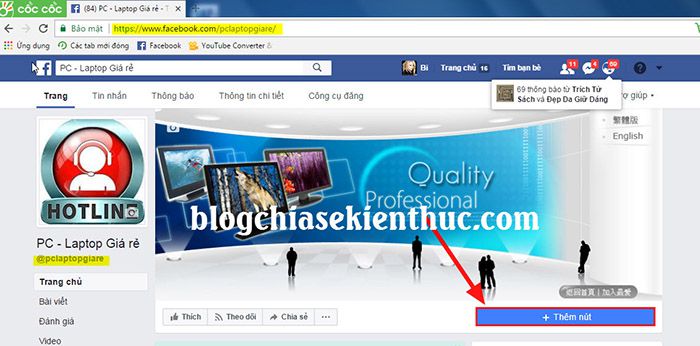 CỐC CỐC
(84) PC - Laptop Giá rẻ - T
Bảo mật
https://www.facebook.com/pclaptopgiare/
Ứng dụng
Các tab mới đóng
Facebook
YouTube Converter &
PC - Laptop Giá rẻ
Bi
Trang chủ 16
Tìm bạn bè
11
4
69
69 thông báo từ Trích Tứ
Sách và Đẹp Da Giữ Dáng
Trang
Tin nhắn
Thông báo
Thông tin chi tiết
Công cụ đăng
ợ giúp
繁體版
English
Quality
Professional
HOTLINE
blogchiasekienthuc.com
PC - Laptop Giá rẻ
@pclaptopgiare
返回首頁 | 加入最愛
Trang chủ
Bài viết
Đánh giá
Video
Thích
Theo dõi
Chia sẻ
...
+ Thêm nút